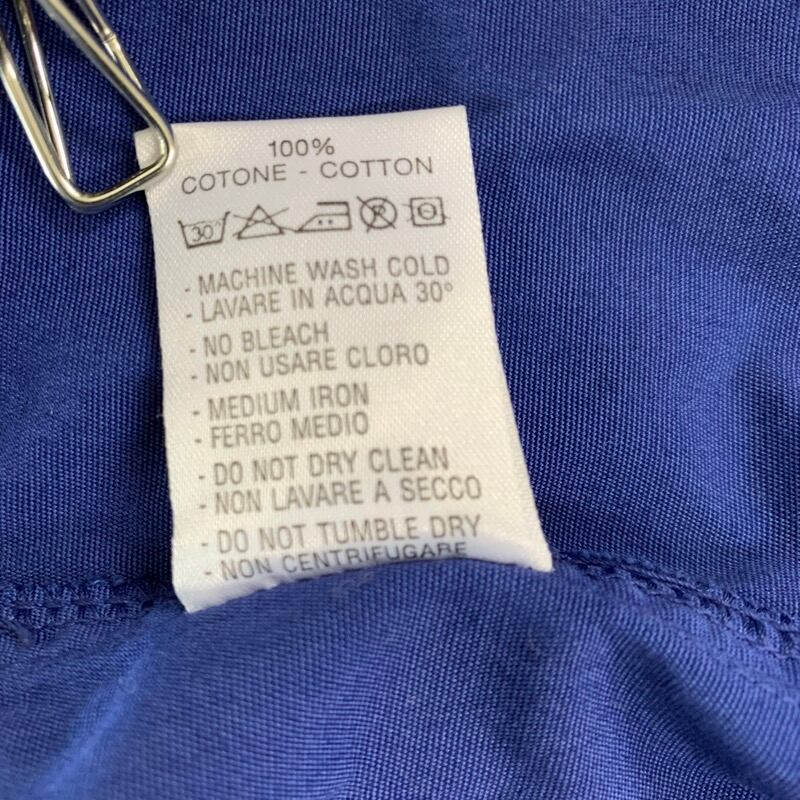 100%
COTONE - COTTON
30°
- MACHINE WASH COLD
- LAVARE IN ACQUA 30°
- NO BLEACH
- NON USARE CLORO
- MEDIUM IRON
- FERRO MEDIO
- DO NOT DRY CLEAN
- NON LAVARE A SECCO
- DO NOT TUMBLE DRY
- NON CENTRIFUGARE